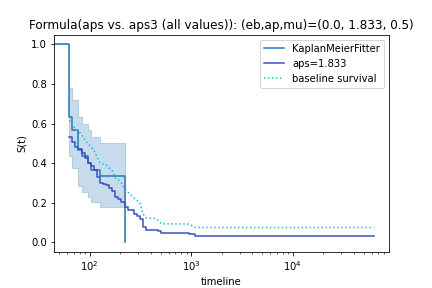 Formula(aps vs. aps3 (all values)): (eb,ap,mu)=(0.0, 1.833, 0.5)
1.0
0.8
0.6
0.4
0.2
0.0
S(t)
KaplanMeierFitter
aps=1.833
baseline survival
10²
10³
10⁴
timeline